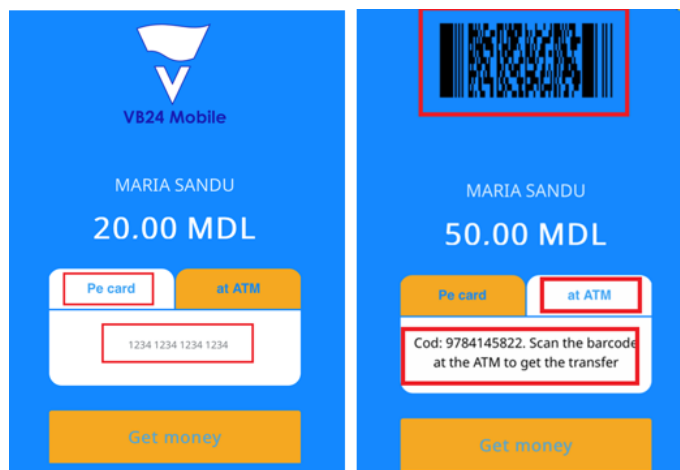 VB24 Mobile
MARIA SANDU
20.00 MDL
Pe card
at ATM
1234 1234 1234 1234
Get money
MARIA SANDU
50.00 MDL
Pe card
at ATM
Cod: 9784145822. Scan the barcode
at the ATM to get the transfer
Get money